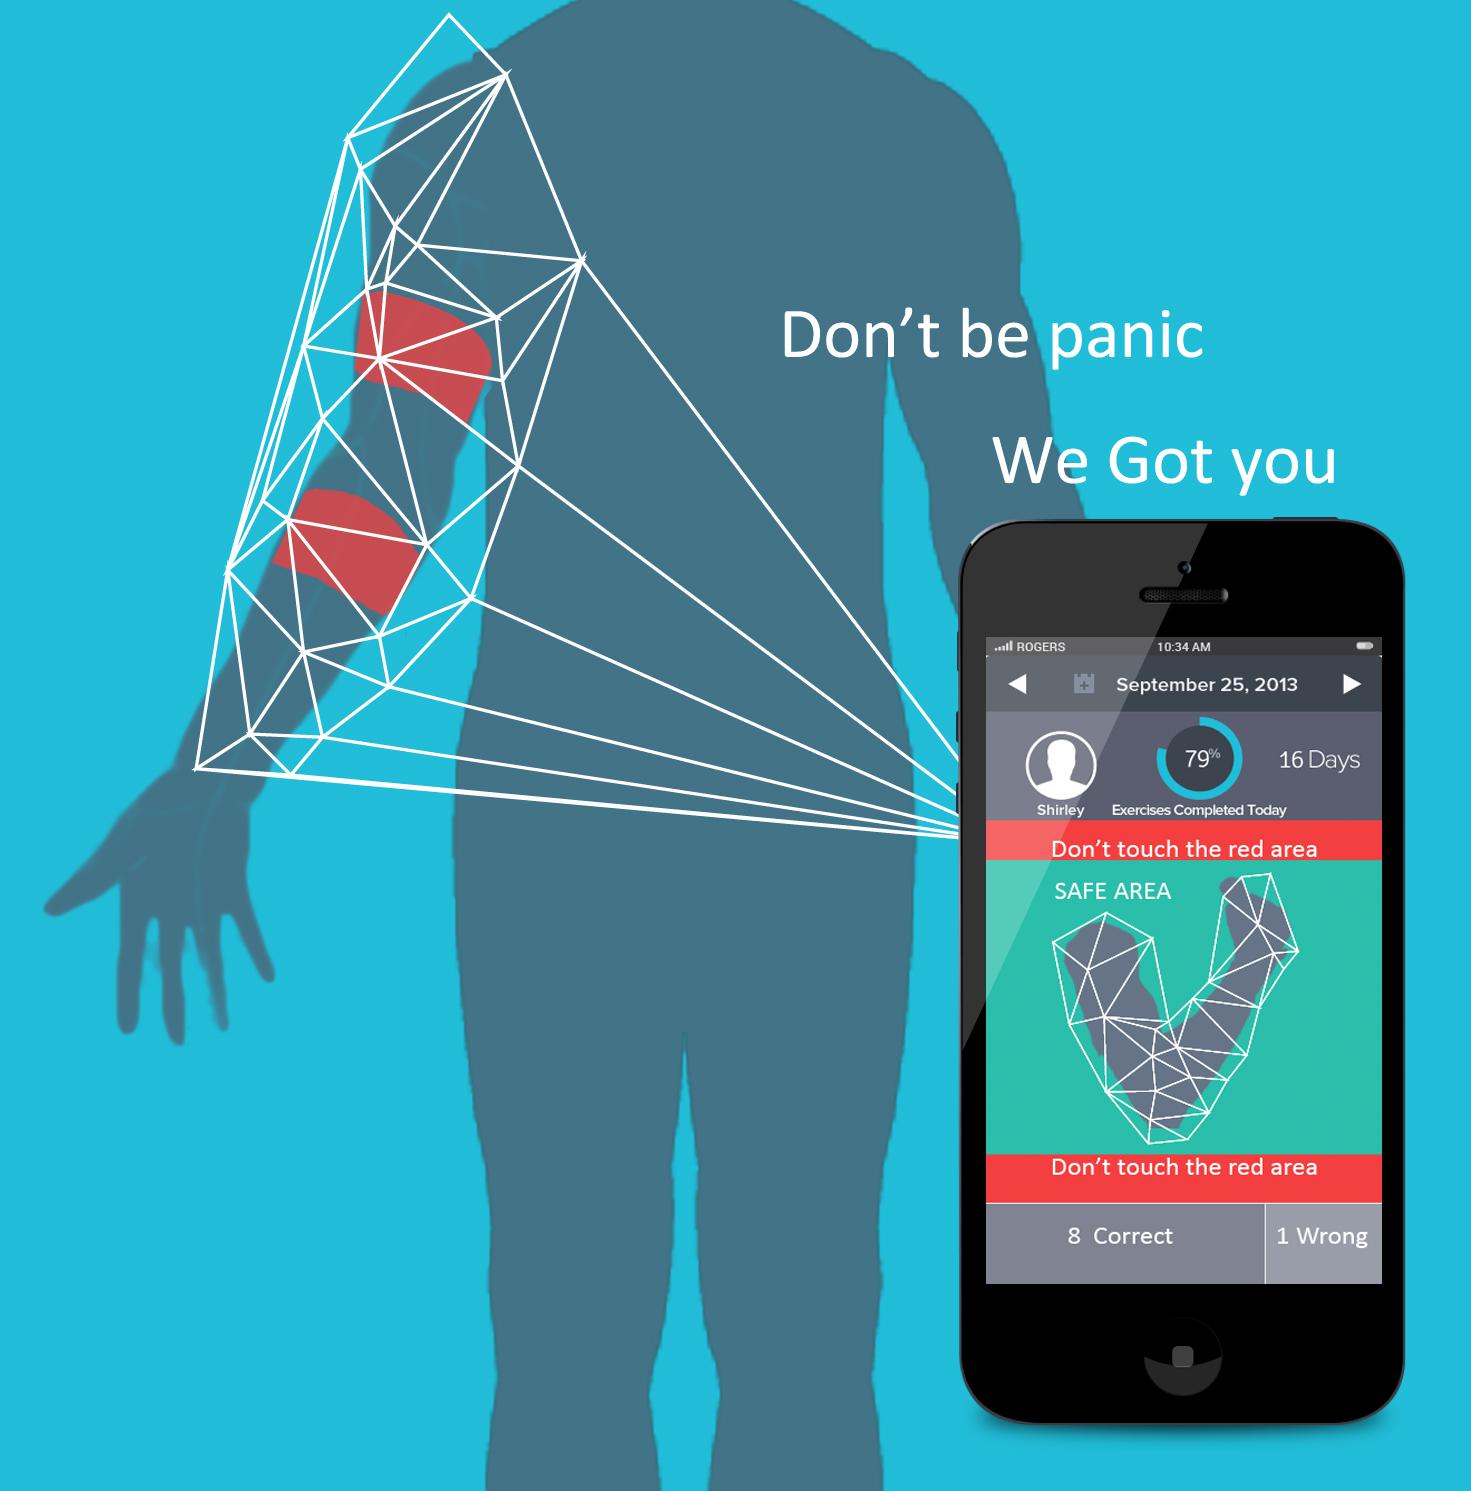 Don’t be panic
We Got you
ROGERS 10:34 AM
September 25, 2013
79% 16 Days
Shirley Exercises Completed Today
Don’t touch the red area
SAFE AREA
Don’t touch the red area
8 Correct 1 Wrong